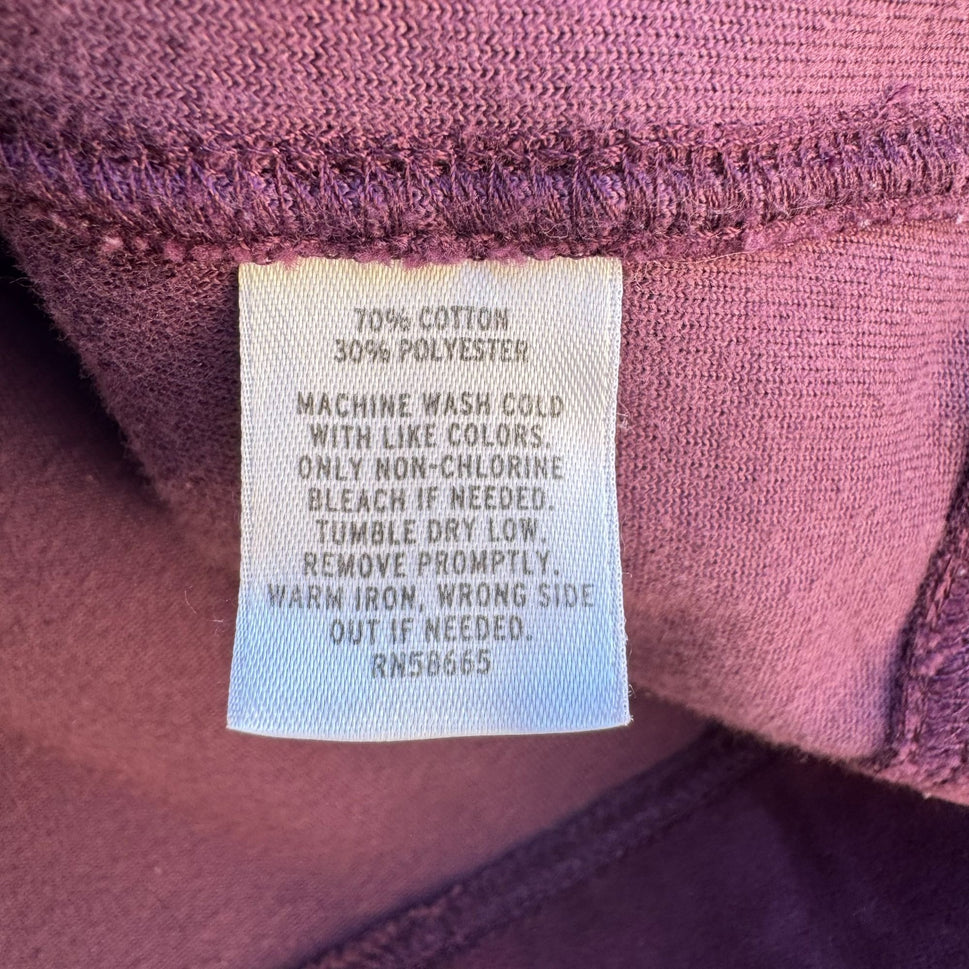 70% COTTON
30% POLYESTER
MACHINE WASH COLD
WITH LIKE COLORS.
ONLY NON-CHLORINE
BLEACH IF NEEDED.
TUMBLE DRY LOW
REMOVE PROMPTLY.
WARM IRON, WRONG SIDE
OUT IF NEEDED.
RN58665